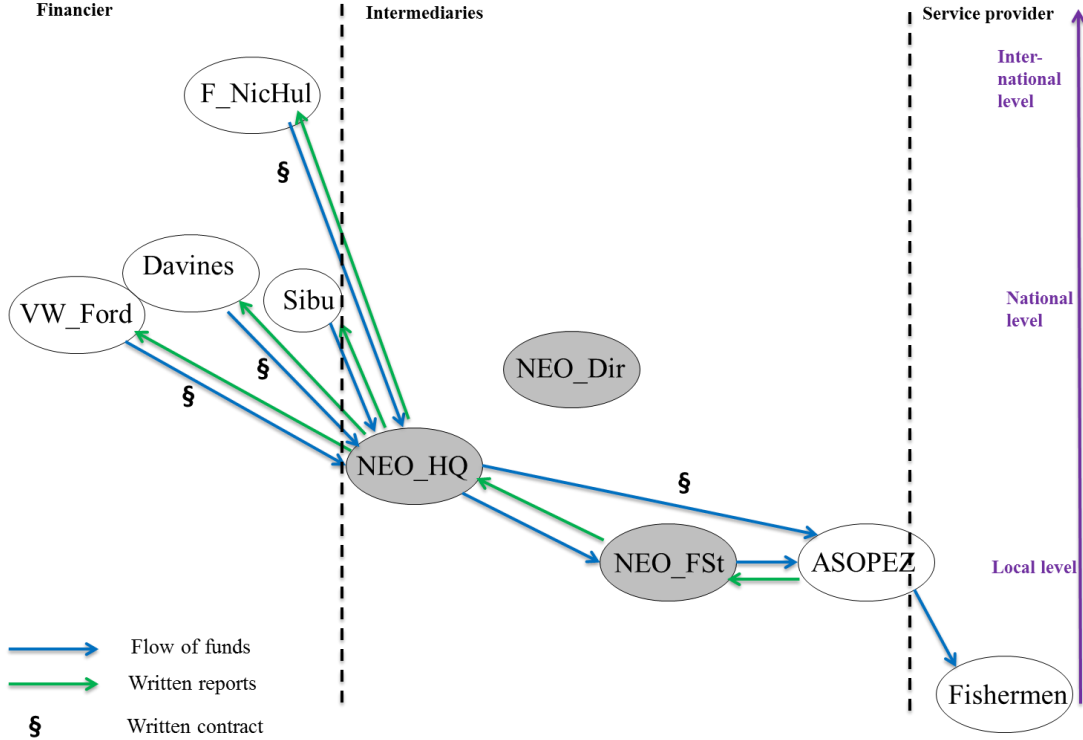 Financier
Intermediaries
Service provider
Inter-
national
level
F_NicHul
§
Davines
Sibu
VW_Ford
National
level
NEO_Dir
§
§
NEO_HQ
§
NEO_FSt
ASOPEZ
Local level
Flow of funds
Written reports
Fishermen
§ Written contract